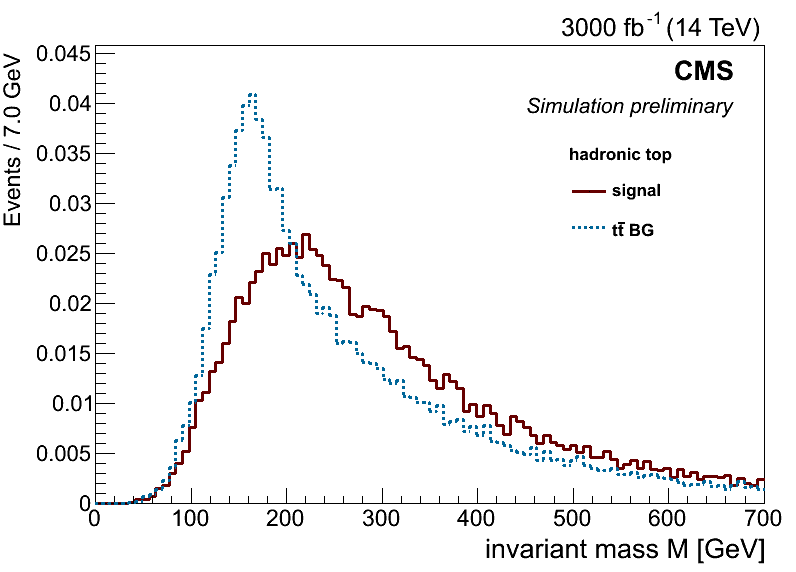 3000 fb⁻¹ (14 TeV)
CMS
Simulation preliminary
hadronic top
signal
tt̄ BG
Events / 7.0 GeV
0.045
0.04
0.035
0.03
0.025
0.02
0.015
0.01
0.005
0
0 100 200 300 400 500 600 700
invariant mass M [GeV]